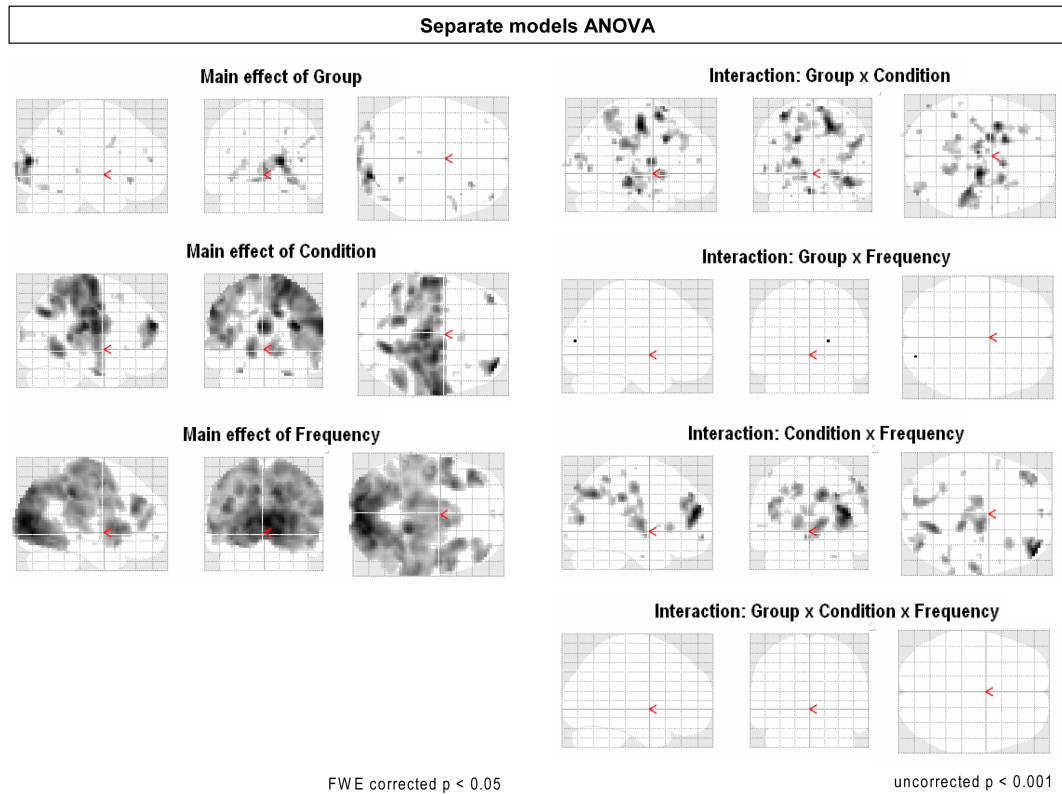 Separate models ANOVA
Main effect of Group
Main effect of Condition
Main effect of Frequency
FWE corrected p < 0.05
Interaction: Group x Condition
Interaction: Group x Frequency
Interaction: Condition x Frequency
Interaction: Group x Condition x Frequency
uncorrected p < 0.001